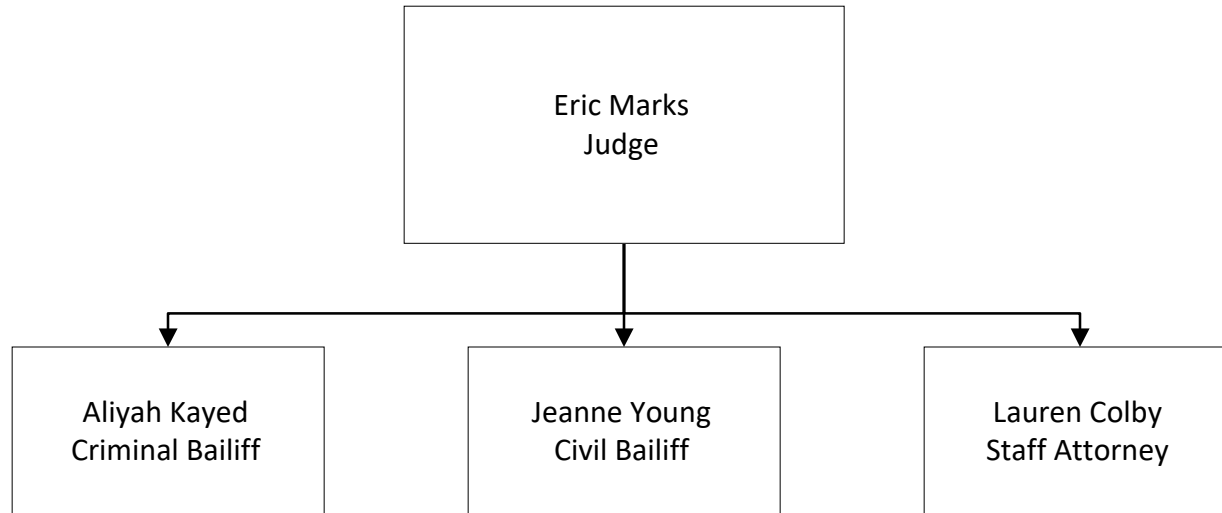 Eric Marks
Judge
Aliyah Kayed
Criminal Bailiff
Jeanne Young
Civil Bailiff
Lauren Colby
Staff Attorney